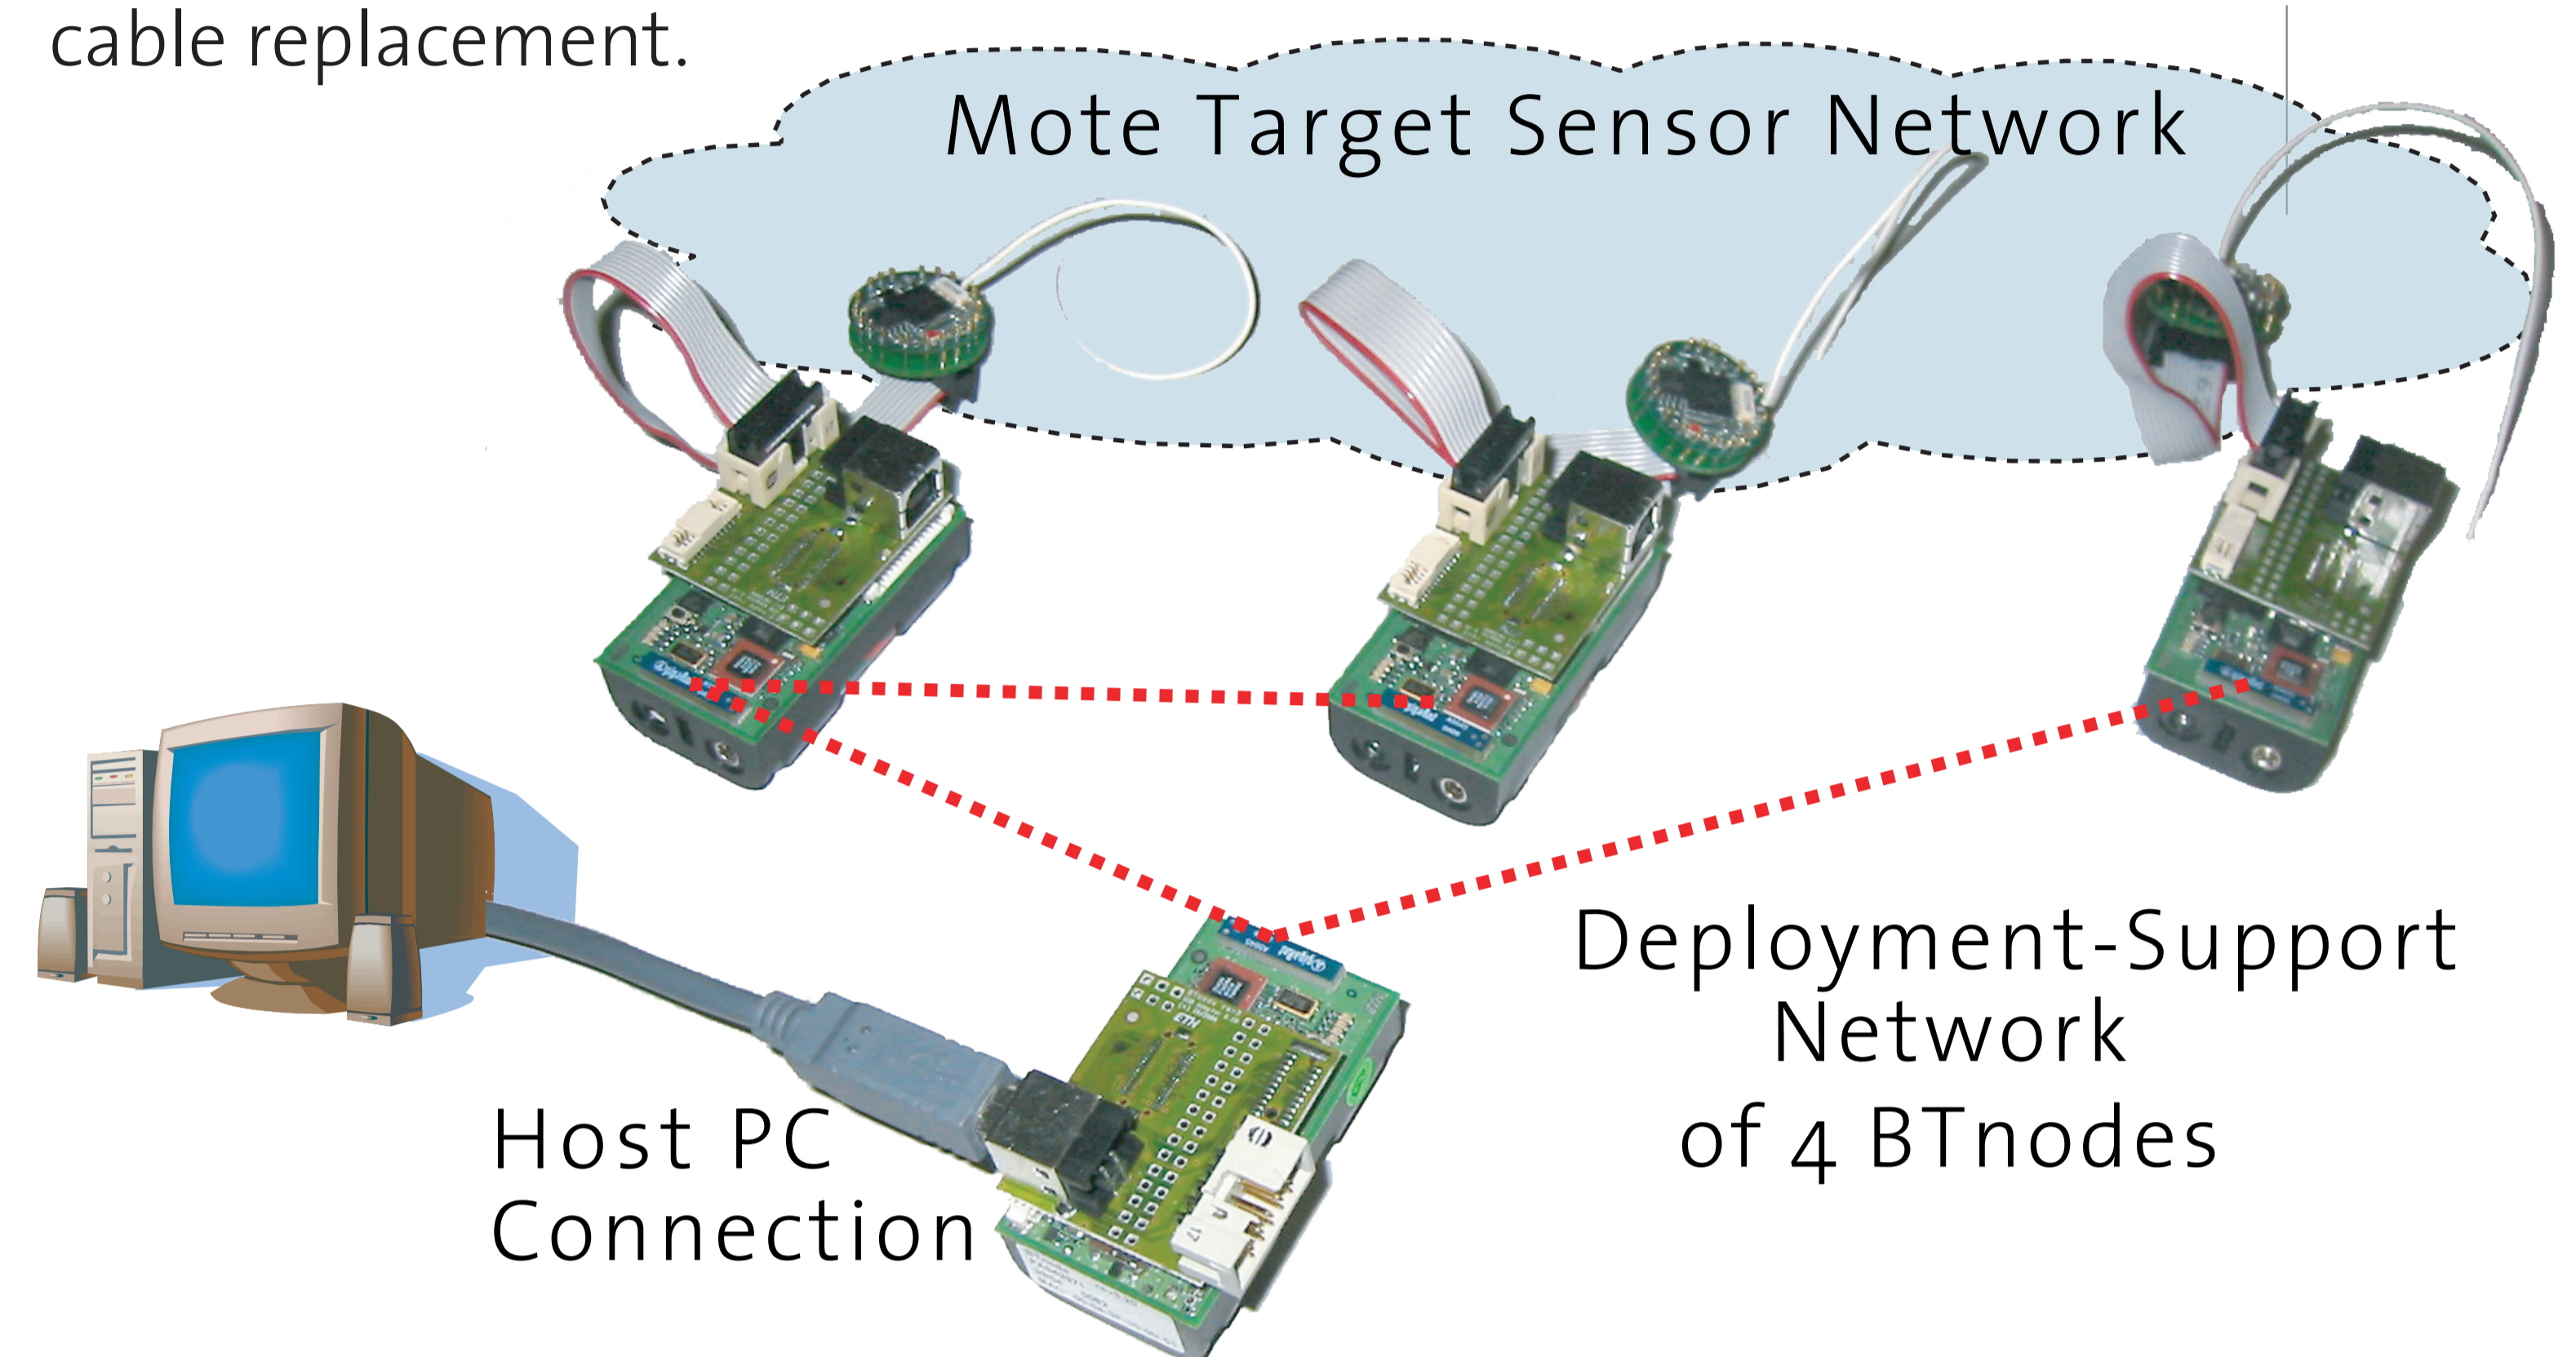 cable replacement.
Mote Target Sensor Network
Deployment-Support
Network
of 4 BTnodes
Host PC
Connection